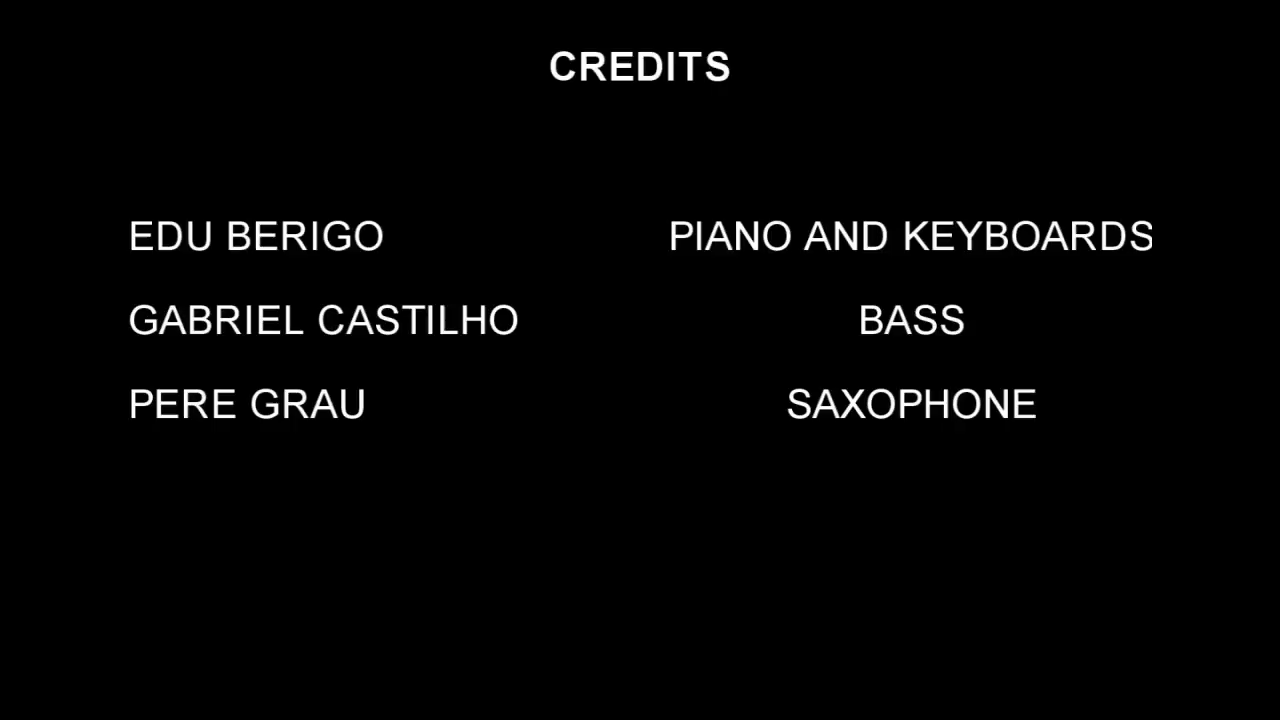 CREDITS
EDU BERIGO PIANO AND KEYBOARDS
GABRIEL CASTILHO BASS
PERE GRAU SAXOPHONE